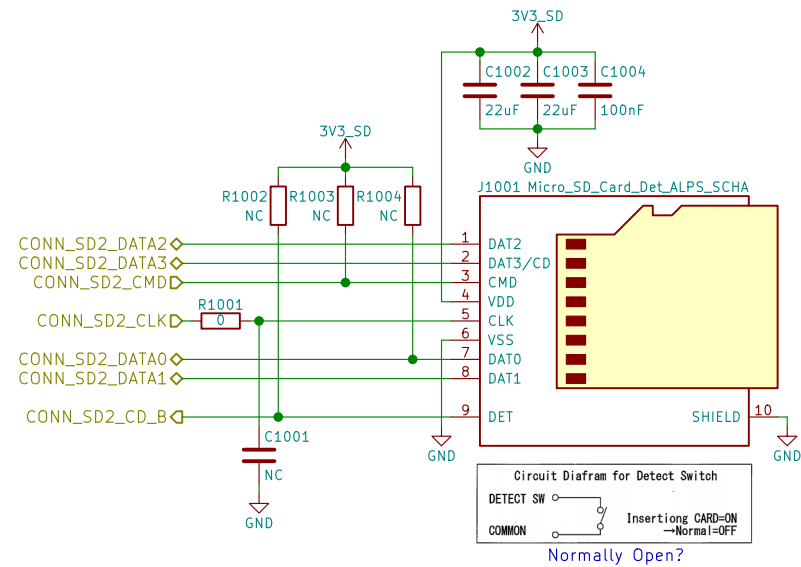 3V3_SD
C1002 C1003 C1004
22uF 22uF 100nF
GND
3V3_SD
R1002 R1003 R1004
NC NC NC
J1001 Micro_SD_Card_Det_ALPS_SCHA
CONN_SD2_DATA2 1 DAT2
CONN_SD2_DATA3 2 DAT3/CD
CONN_SD2_CMD 3 CMD
4 VDD
R1001
CONN_SD2_CLK 0 5 CLK
6 VSS
CONN_SD2_DATA0 7 DAT0
CONN_SD2_DATA1 8 DAT1
CONN_SD2_CD_B 9 DET SHIELD 10
C1001
NC
GND
GND
GND
Circuit Diafram for Detect Switch
DETECT SW
COMMON
Insertiong CARD=ON
→Normal=OFF
Normally Open?